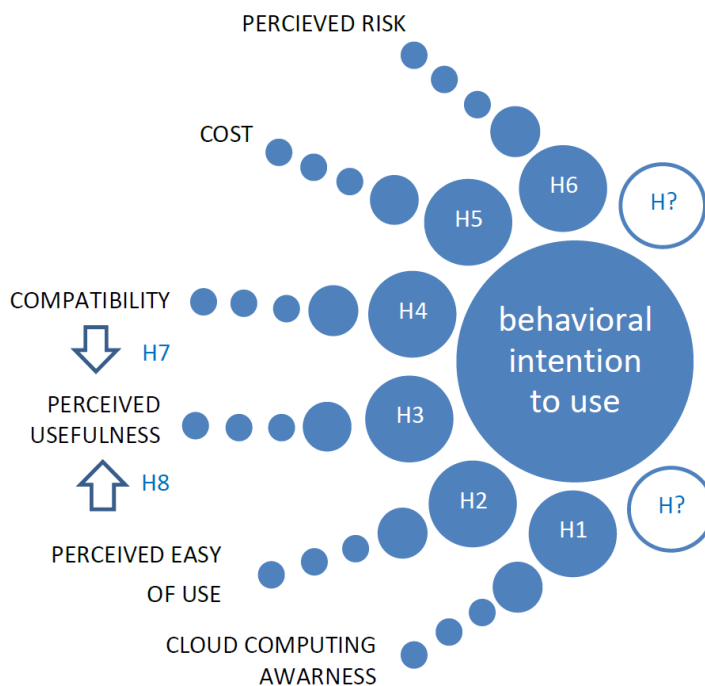 PERCIEVED RISK
COST
H6
H?
H5
COMPATIBILITY
H4
behavioral
intention
to use
H7
PERCEIVED
USEFULNESS
H3
H8
H2
H?
H1
PERCEIVED EASY
OF USE
CLOUD COMPUTING
AWARNESS